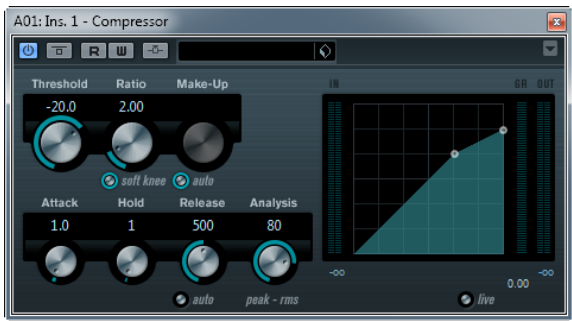 A01: Ins. 1 - Compressor
R W
Threshold Ratio Make-Up
-20.0 2.00
soft knee auto
Attack Hold Release Analysis
1.0 1 500 80
auto peak - rms
IN GR OUT
-∞ -∞
0.00
live